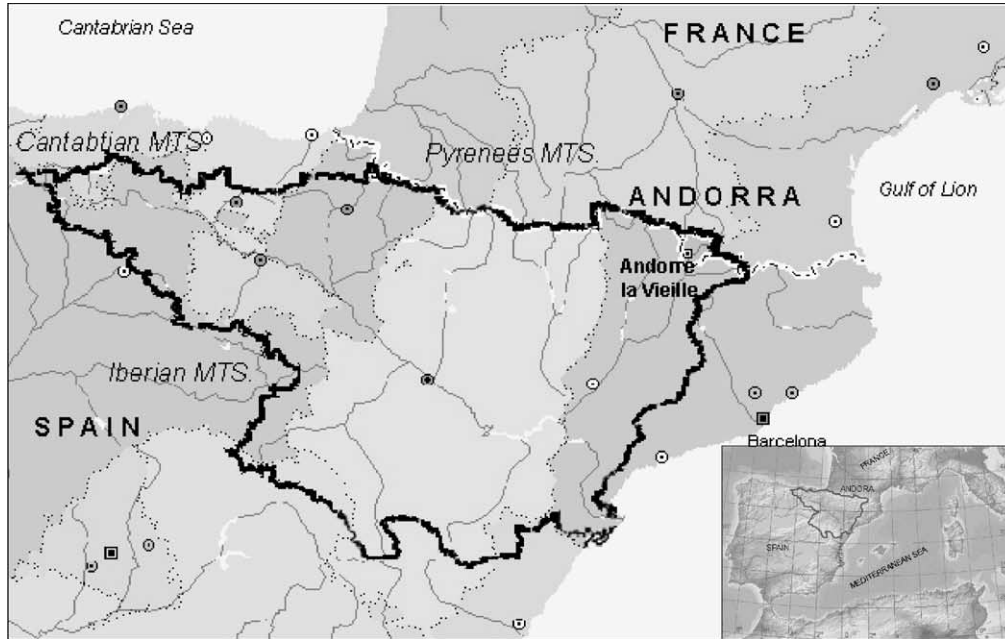 Cantabrian Sea
FRANCE
Cantabtian MTS.
Pyrenees MTS.
ANDORRA
Gulf of Lion
Andorre
la Vieille
Iberian MTS.
SPAIN
Barcelona
FRANCE
ANDORA
SPAIN
MEDITERRANEAN SEA